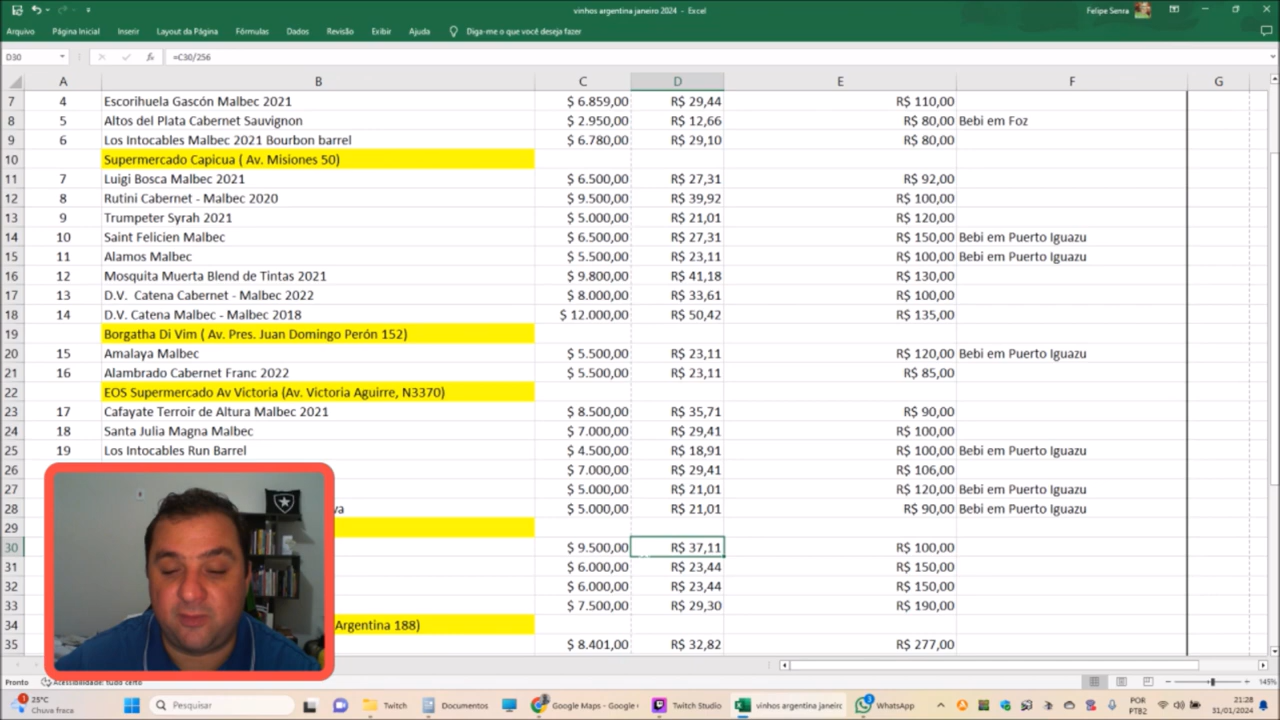 vinhos argentina janeiro 2024 - Excel
Felipe Senra
Arquivo Página Inicial Inserir Layout da Página Fórmulas Dados Revisão Exibir Ajuda Diga-me o que você deseja fazer
D30 fx =C30/256
A B C D E F G
7 4 Escorihuela Gascón Malbec 2021 $ 6.859,00 R$ 29,44 R$ 110,00
8 5 Altos del Plata Cabernet Sauvignon $ 2.950,00 R$ 12,66 R$ 80,00 Bebi em Foz
9 6 Los Intocables Malbec 2021 Bourbon barrel $ 6.780,00 R$ 29,10 R$ 80,00
10 Supermercado Capicua ( Av. Misiones 50)
11 7 Luigi Bosca Malbec 2021 $ 6.500,00 R$ 27,31 R$ 92,00
12 8 Rutini Cabernet - Malbec 2020 $ 9.500,00 R$ 39,92 R$ 100,00
13 9 Trumpeter Syrah 2021 $ 5.000,00 R$ 21,01 R$ 120,00
14 10 Saint Felicien Malbec $ 6.500,00 R$ 27,31 R$ 150,00 Bebi em Puerto Iguazu
15 11 Alamos Malbec $ 5.500,00 R$ 23,11 R$ 100,00 Bebi em Puerto Iguazu
16 12 Mosquita Muerta Blend de Tintas 2021 $ 9.800,00 R$ 41,18 R$ 130,00
17 13 D.V. Catena Cabernet - Malbec 2022 $ 8.000,00 R$ 33,61 R$ 100,00
18 14 D.V. Catena Malbec - Malbec 2018 $ 12.000,00 R$ 50,42 R$ 135,00
19 Borgatha Di Vim ( Av. Pres. Juan Domingo Perón 152)
20 15 Amalaya Malbec $ 5.500,00 R$ 23,11 R$ 120,00 Bebi em Puerto Iguazu
21 16 Alambrado Cabernet Franc 2022 $ 5.500,00 R$ 23,11 R$ 85,00
22 EOS Supermercado Av Victoria (Av. Victoria Aguirre, N3370)
23 17 Cafayate Terroir de Altura Malbec 2021 $ 8.500,00 R$ 35,71 R$ 90,00
24 18 Santa Julia Magna Malbec $ 7.000,00 R$ 29,41 R$ 100,00
25 19 Los Intocables Run Barrel $ 4.500,00 R$ 18,91 R$ 100,00 Bebi em Puerto Iguazu
26 $ 7.000,00 R$ 29,41 R$ 106,00
27 $ 5.000,00 R$ 21,01 R$ 120,00 Bebi em Puerto Iguazu
28 va $ 5.000,00 R$ 21,01 R$ 90,00 Bebi em Puerto Iguazu
29
30 $ 9.500,00 R$ 37,11 R$ 100,00
31 $ 6.000,00 R$ 23,44 R$ 150,00
32 $ 6.000,00 R$ 23,44 R$ 150,00
33 $ 7.500,00 R$ 29,30 R$ 190,00
34 Argentina 188)
35 $ 8.401,00 R$ 32,82 R$ 277,00
Pronto Acessibilidade: tudo certo 145%
25°C Chuva fraca Pesquisar Twitch Documentos Google Maps - Google Twitch Studio vinhos argentina janeiro WhatsApp POR PTB2 21:28 31/01/2024